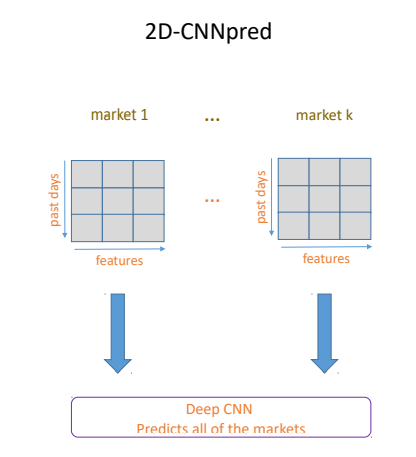 2D-CNNpred
market 1 ... market k
past days ... past days
features features
Deep CNN
Predicts all of the markets